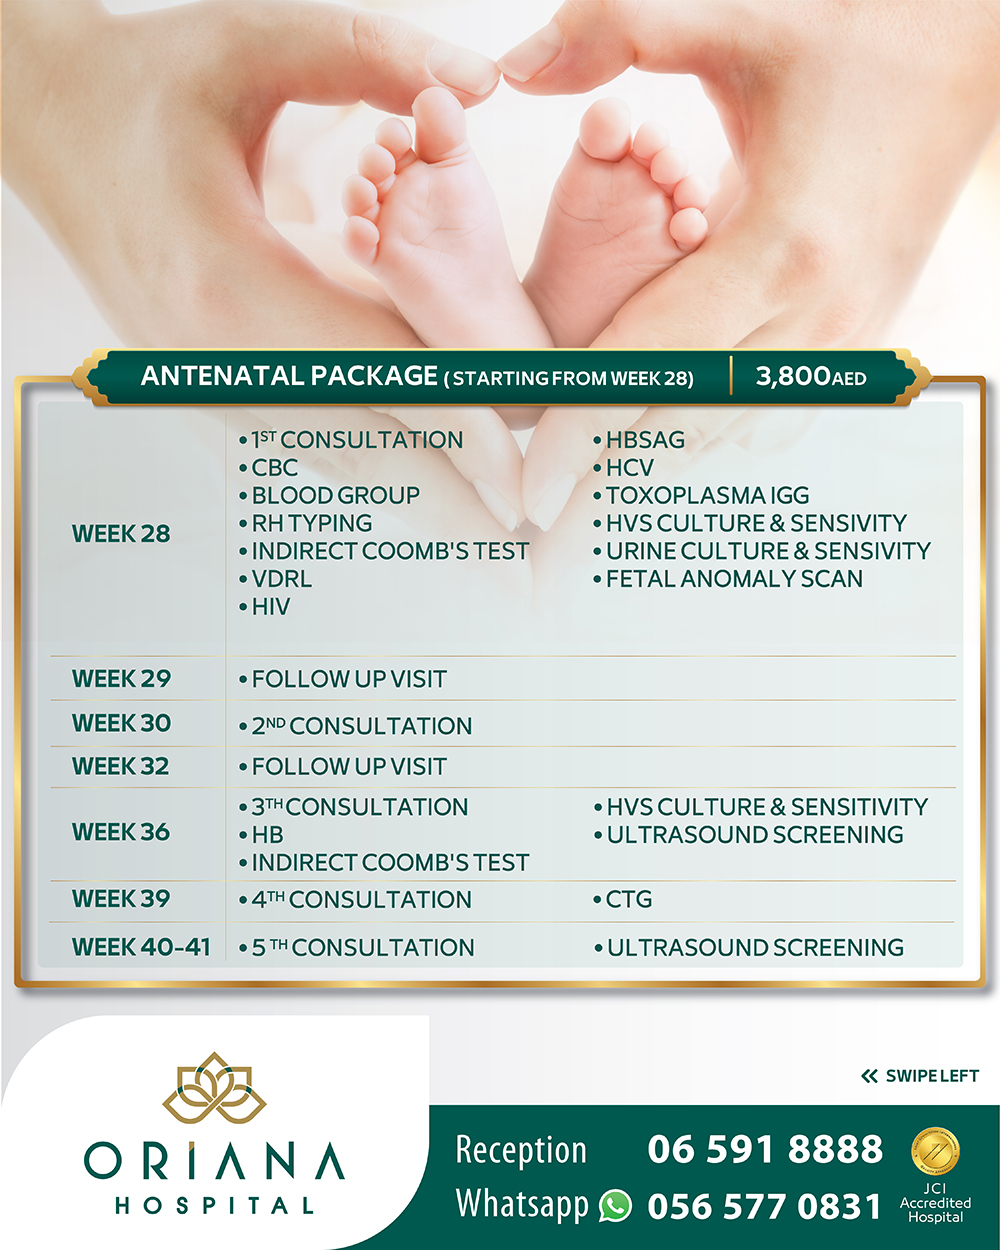 ANTENATAL PACKAGE ( STARTING FROM WEEK 28) | 3,800 AED
WEEK 28
• 1ST CONSULTATION
• CBC
• BLOOD GROUP
• RH TYPING
• INDIRECT COOMB'S TEST
• VDRL
• HIV
• HBSAG
• HCV
• TOXOPLASMA IGG
• HVS CULTURE & SENSIVITY
• URINE CULTURE & SENSIVITY
• FETAL ANOMALY SCAN
WEEK 29
• FOLLOW UP VISIT
WEEK 30
• 2ND CONSULTATION
WEEK 32
• FOLLOW UP VISIT
WEEK 36
• 3TH CONSULTATION
• HB
• INDIRECT COOMB'S TEST
• HVS CULTURE & SENSITIVITY
• ULTRASOUND SCREENING
WEEK 39
• 4TH CONSULTATION
• CTG
WEEK 40-41
• 5TH CONSULTATION
• ULTRASOUND SCREENING
« SWIPE LEFT
ORIANA
HOSPITAL
Reception 06 591 8888
Whatsapp 056 577 0831
JCI
Accredited
Hospital